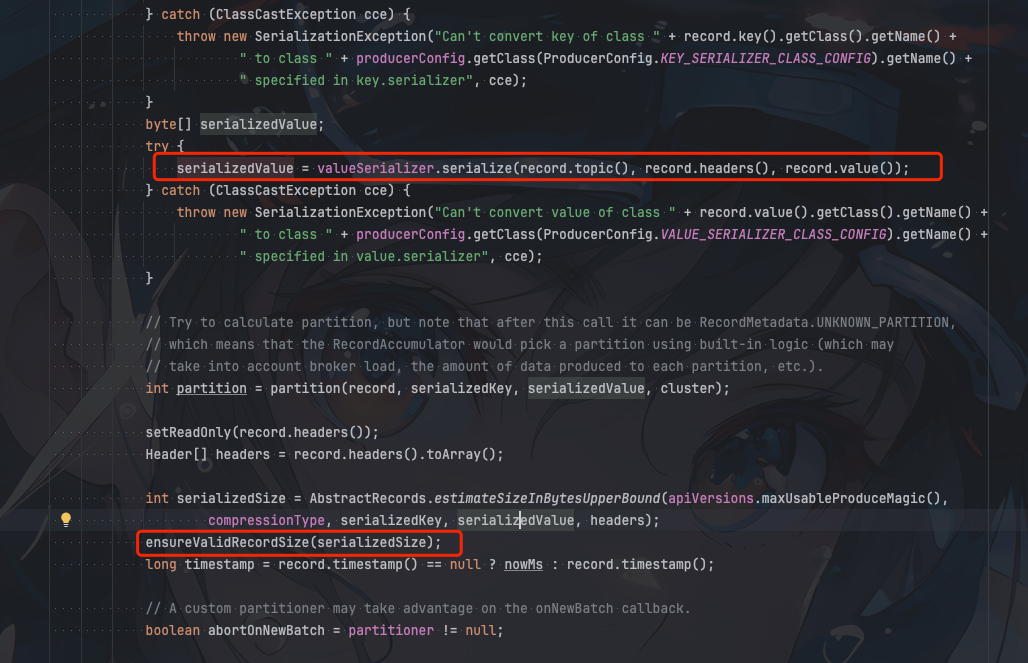 } catch (ClassCastException cce) {
throw new SerializationException("Can't convert key of class " + record.key().getClass().getName() +
" to class " + producerConfig.getClass(ProducerConfig.KEY_SERIALIZER_CLASS_CONFIG).getName() +
" specified in key.serializer", cce);
}
byte[] serializedValue;
try {
serializedValue = valueSerializer.serialize(record.topic(), record.headers(), record.value());
} catch (ClassCastException cce) {
throw new SerializationException("Can't convert value of class " + record.value().getClass().getName() +
" to class " + producerConfig.getClass(ProducerConfig.VALUE_SERIALIZER_CLASS_CONFIG).getName() +
" specified in value.serializer", cce);
}
// Try to calculate partition, but note that after this call it can be RecordMetadata.UNKNOWN_PARTITION,
// which means that the RecordAccumulator would pick a partition using built-in logic (which may
// take into account broker load, the amount of data produced to each partition, etc.).
int partition = partition(record, serializedKey, serializedValue, cluster);
setReadOnly(record.headers());
Header[] headers = record.headers().toArray();
int serializedSize = AbstractRecords.estimateSizeInBytesUpperBound(apiVersions.maxUsableProduceMagic(),
compressionType, serializedKey, serializedValue, headers);
ensureValidRecordSize(serializedSize);
long timestamp = record.timestamp() == null ? nowMs : record.timestamp();
// A custom partitioner may take advantage on the onNewBatch callback.
boolean abortOnNewBatch = partitioner != null;